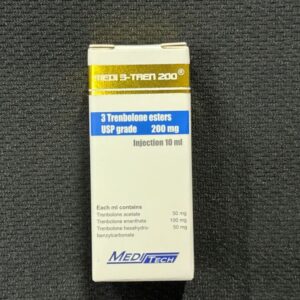 MEDI 3-TREN 200®
3 Trenbolone esters
USP grade 200 mg
Injection 10 ml
Each ml contains
Trenbolone acetate 50 mg
Trenbolone enanthate 100 mg
Trenbolone hexahydro- 50 mg
benzylcarbonate
MEDITECH